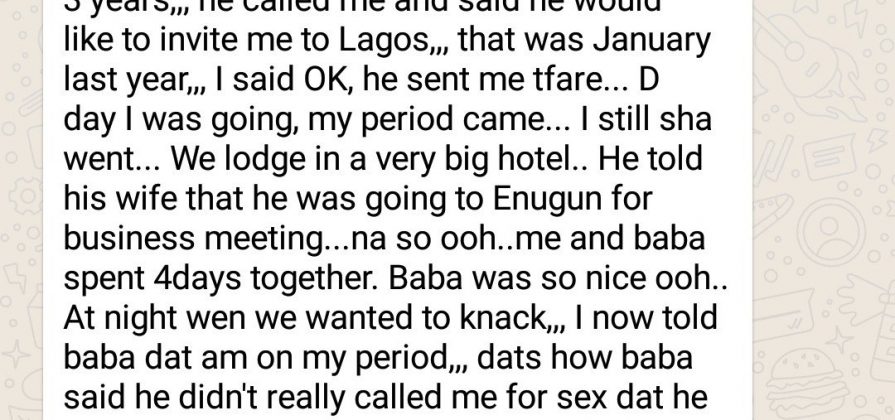 3 years,,, he called me and said he would
like to invite me to Lagos,,, that was January
last year,,, I said OK, he sent me tfare... D
day I was going, my period came... I still sha
went... We lodge in a very big hotel.. He told
his wife that he was going to Enugun for
business meeting...na so ooh..me and baba
spent 4days together. Baba was so nice ooh..
At night wen we wanted to knack,,, I now told
baba dat am on my period,,, dats how baba
said he didn't really called me for sex dat he